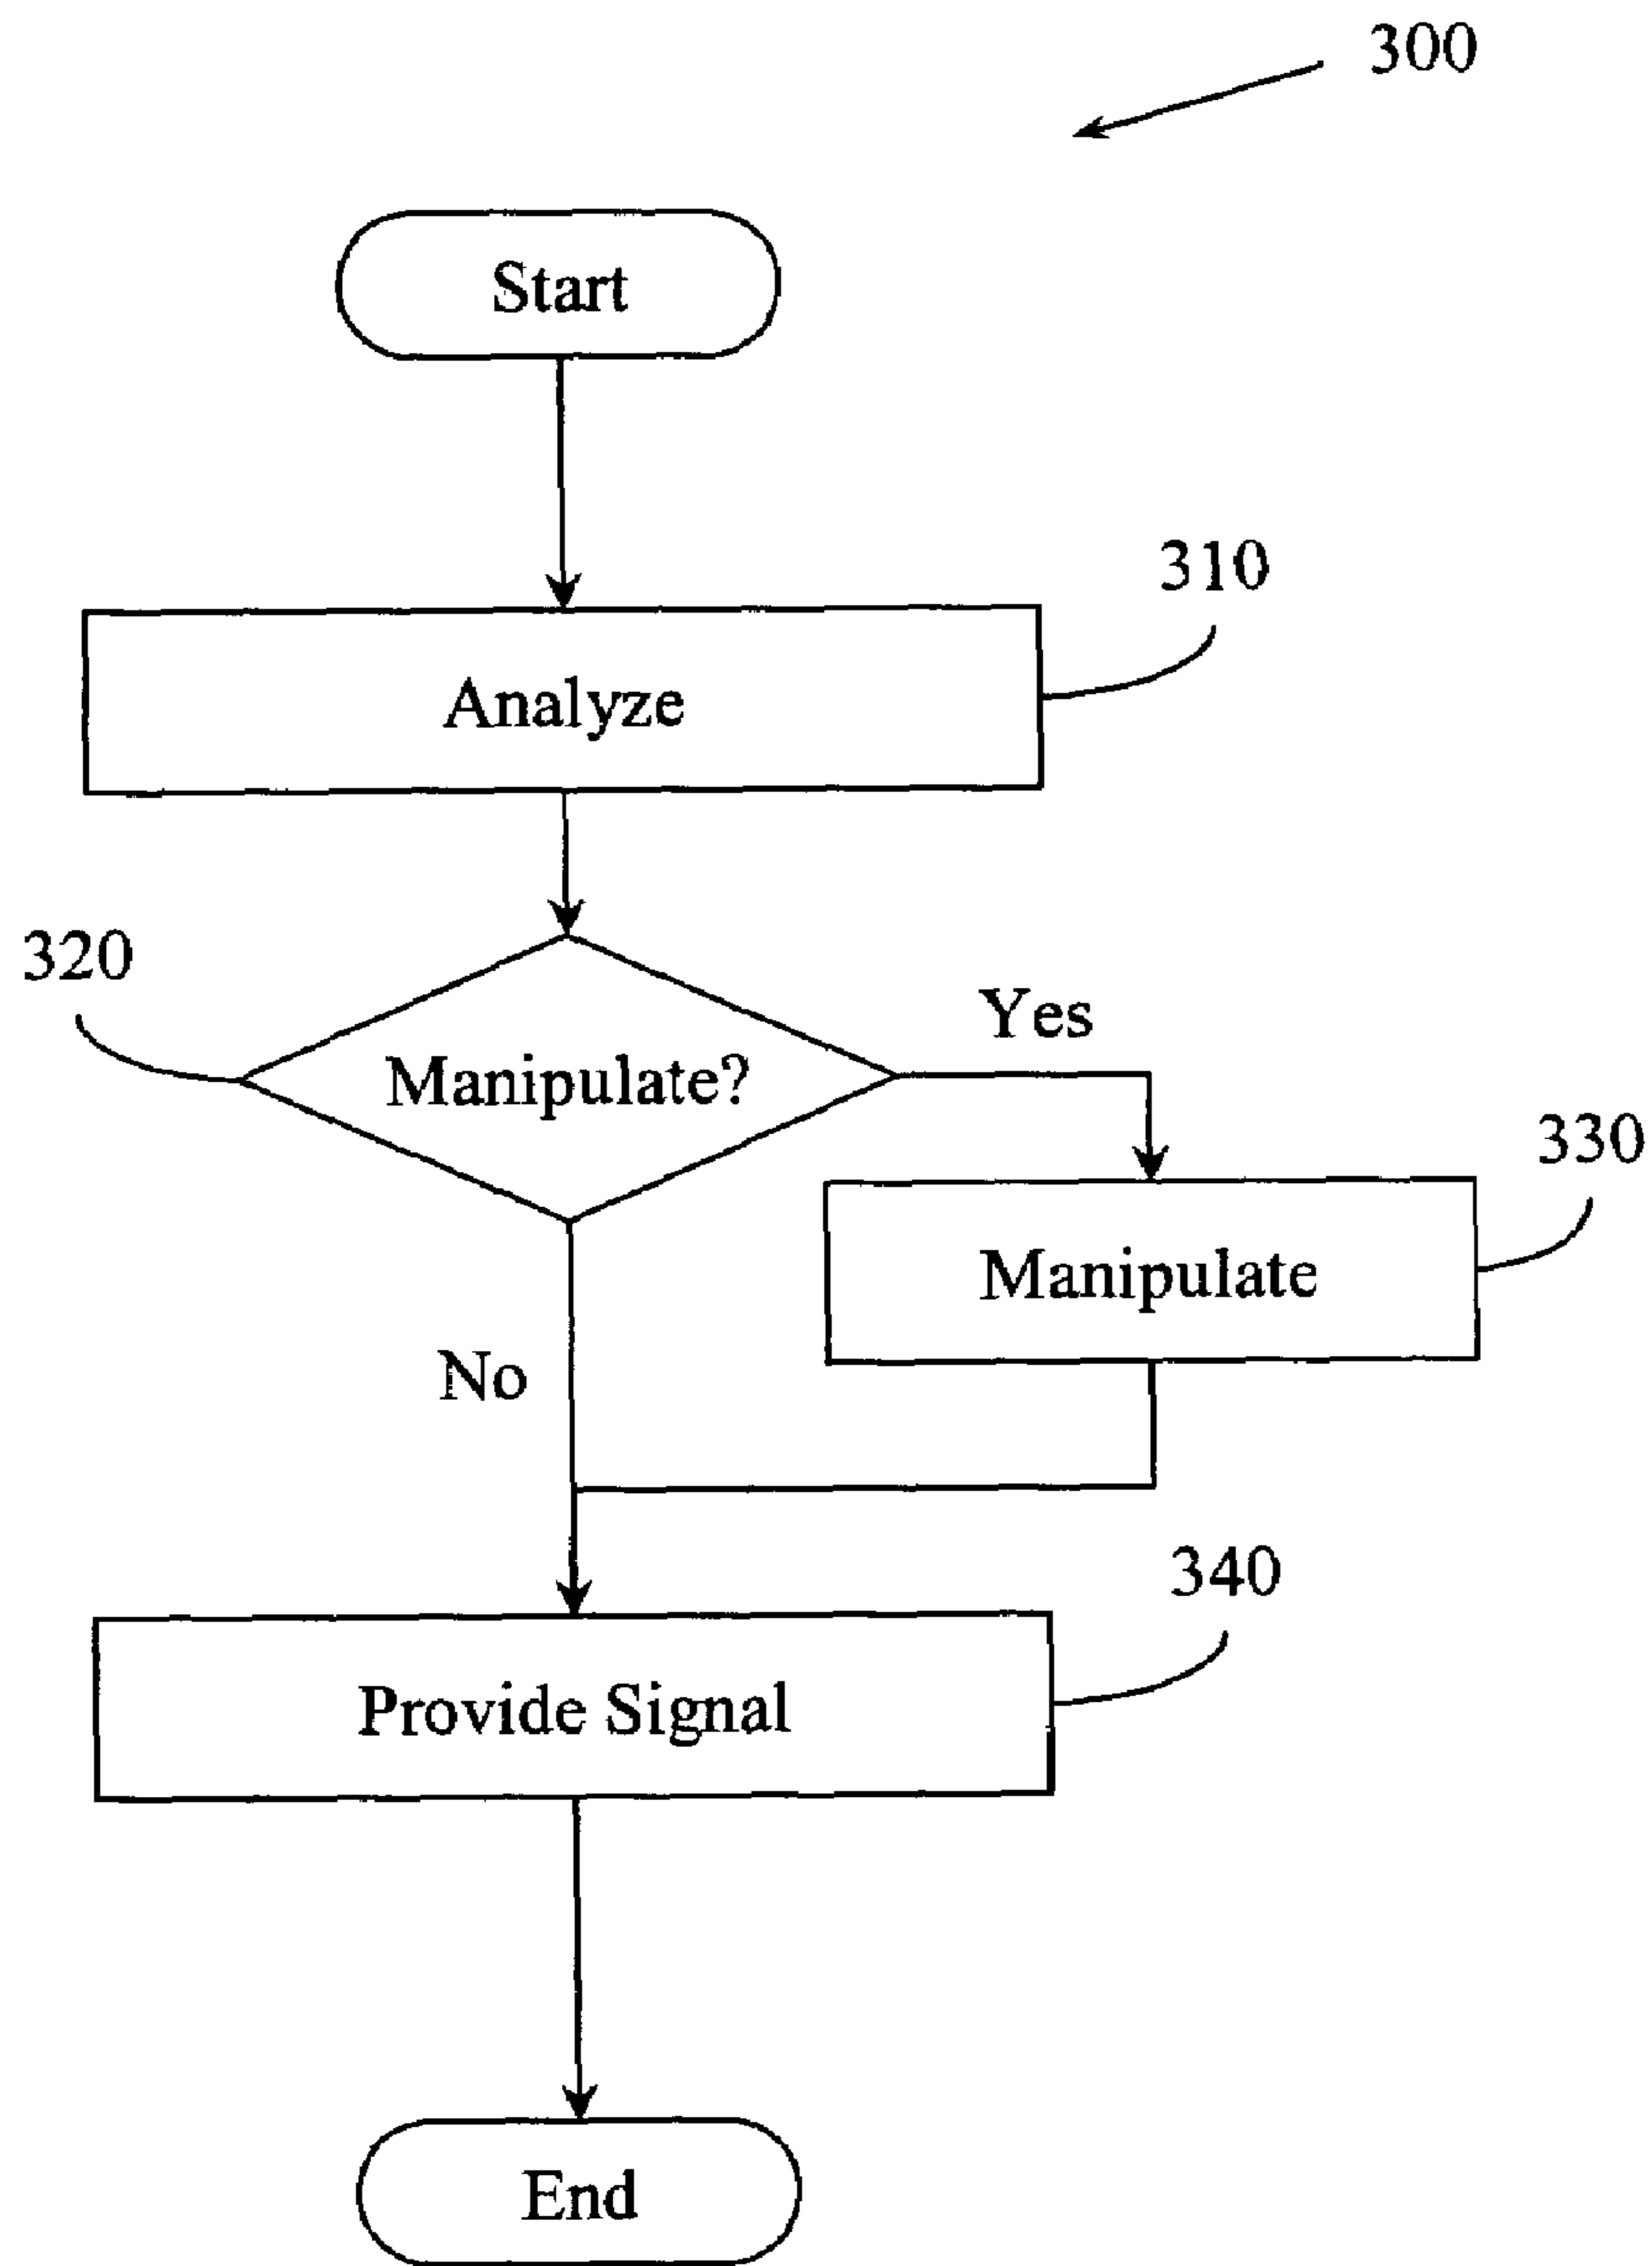 300
Start
310
Analyze
320
Yes
Manipulate?
330
Manipulate
No
340
Provide Signal
End